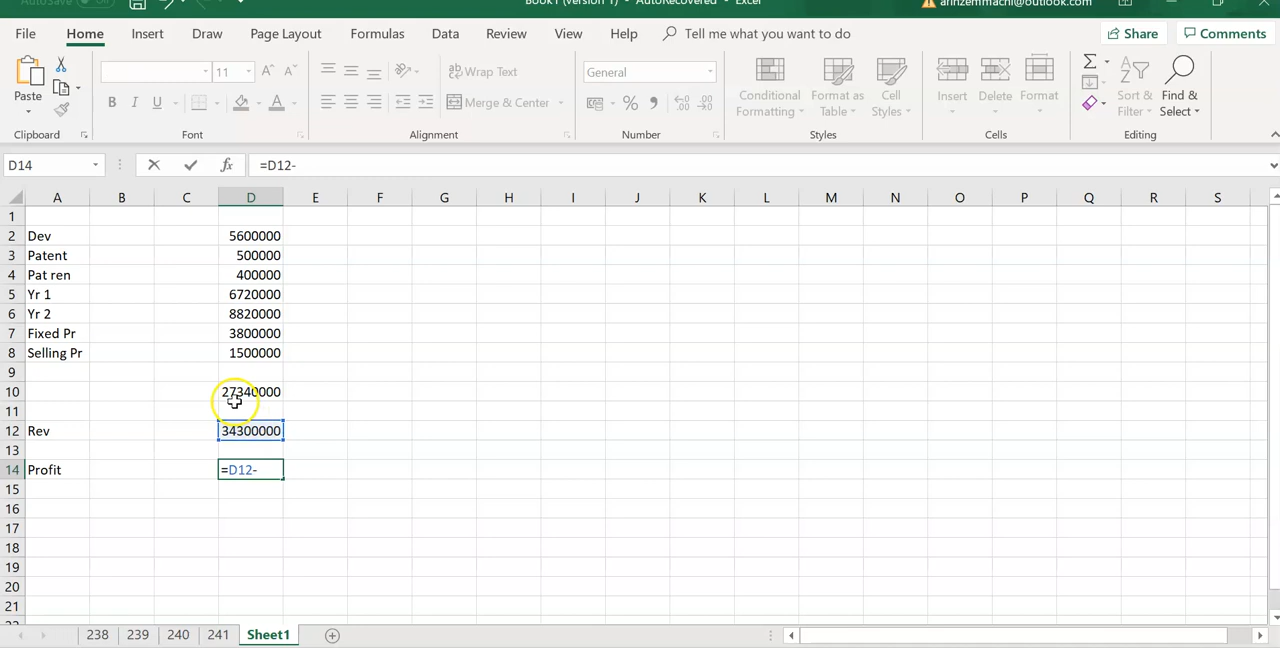 AutoSave Off Book1 (version 1) - AutoRecovered - Excel arinzemmachi@outlook.com
File Home Insert Draw Page Layout Formulas Data Review View Help Tell me what you want to do Share Comments
11 Wrap Text General
Paste B I U Merge & Center % Conditional Formatting Format as Table Cell Styles Insert Delete Format Sort & Filter Find & Select
Clipboard Font Alignment Number Styles Cells Editing
D14 fx =D12-
A B C D E F G H I J K L M N O P Q R S
1
2 Dev 5600000
3 Patent 500000
4 Pat ren 400000
5 Yr 1 6720000
6 Yr 2 8820000
7 Fixed Pr 3800000
8 Selling Pr 1500000
9
10 27340000
11
12 Rev 34300000
13
14 Profit =D12-
15
16
17
18
19
20
21
238 239 240 241 Sheet1